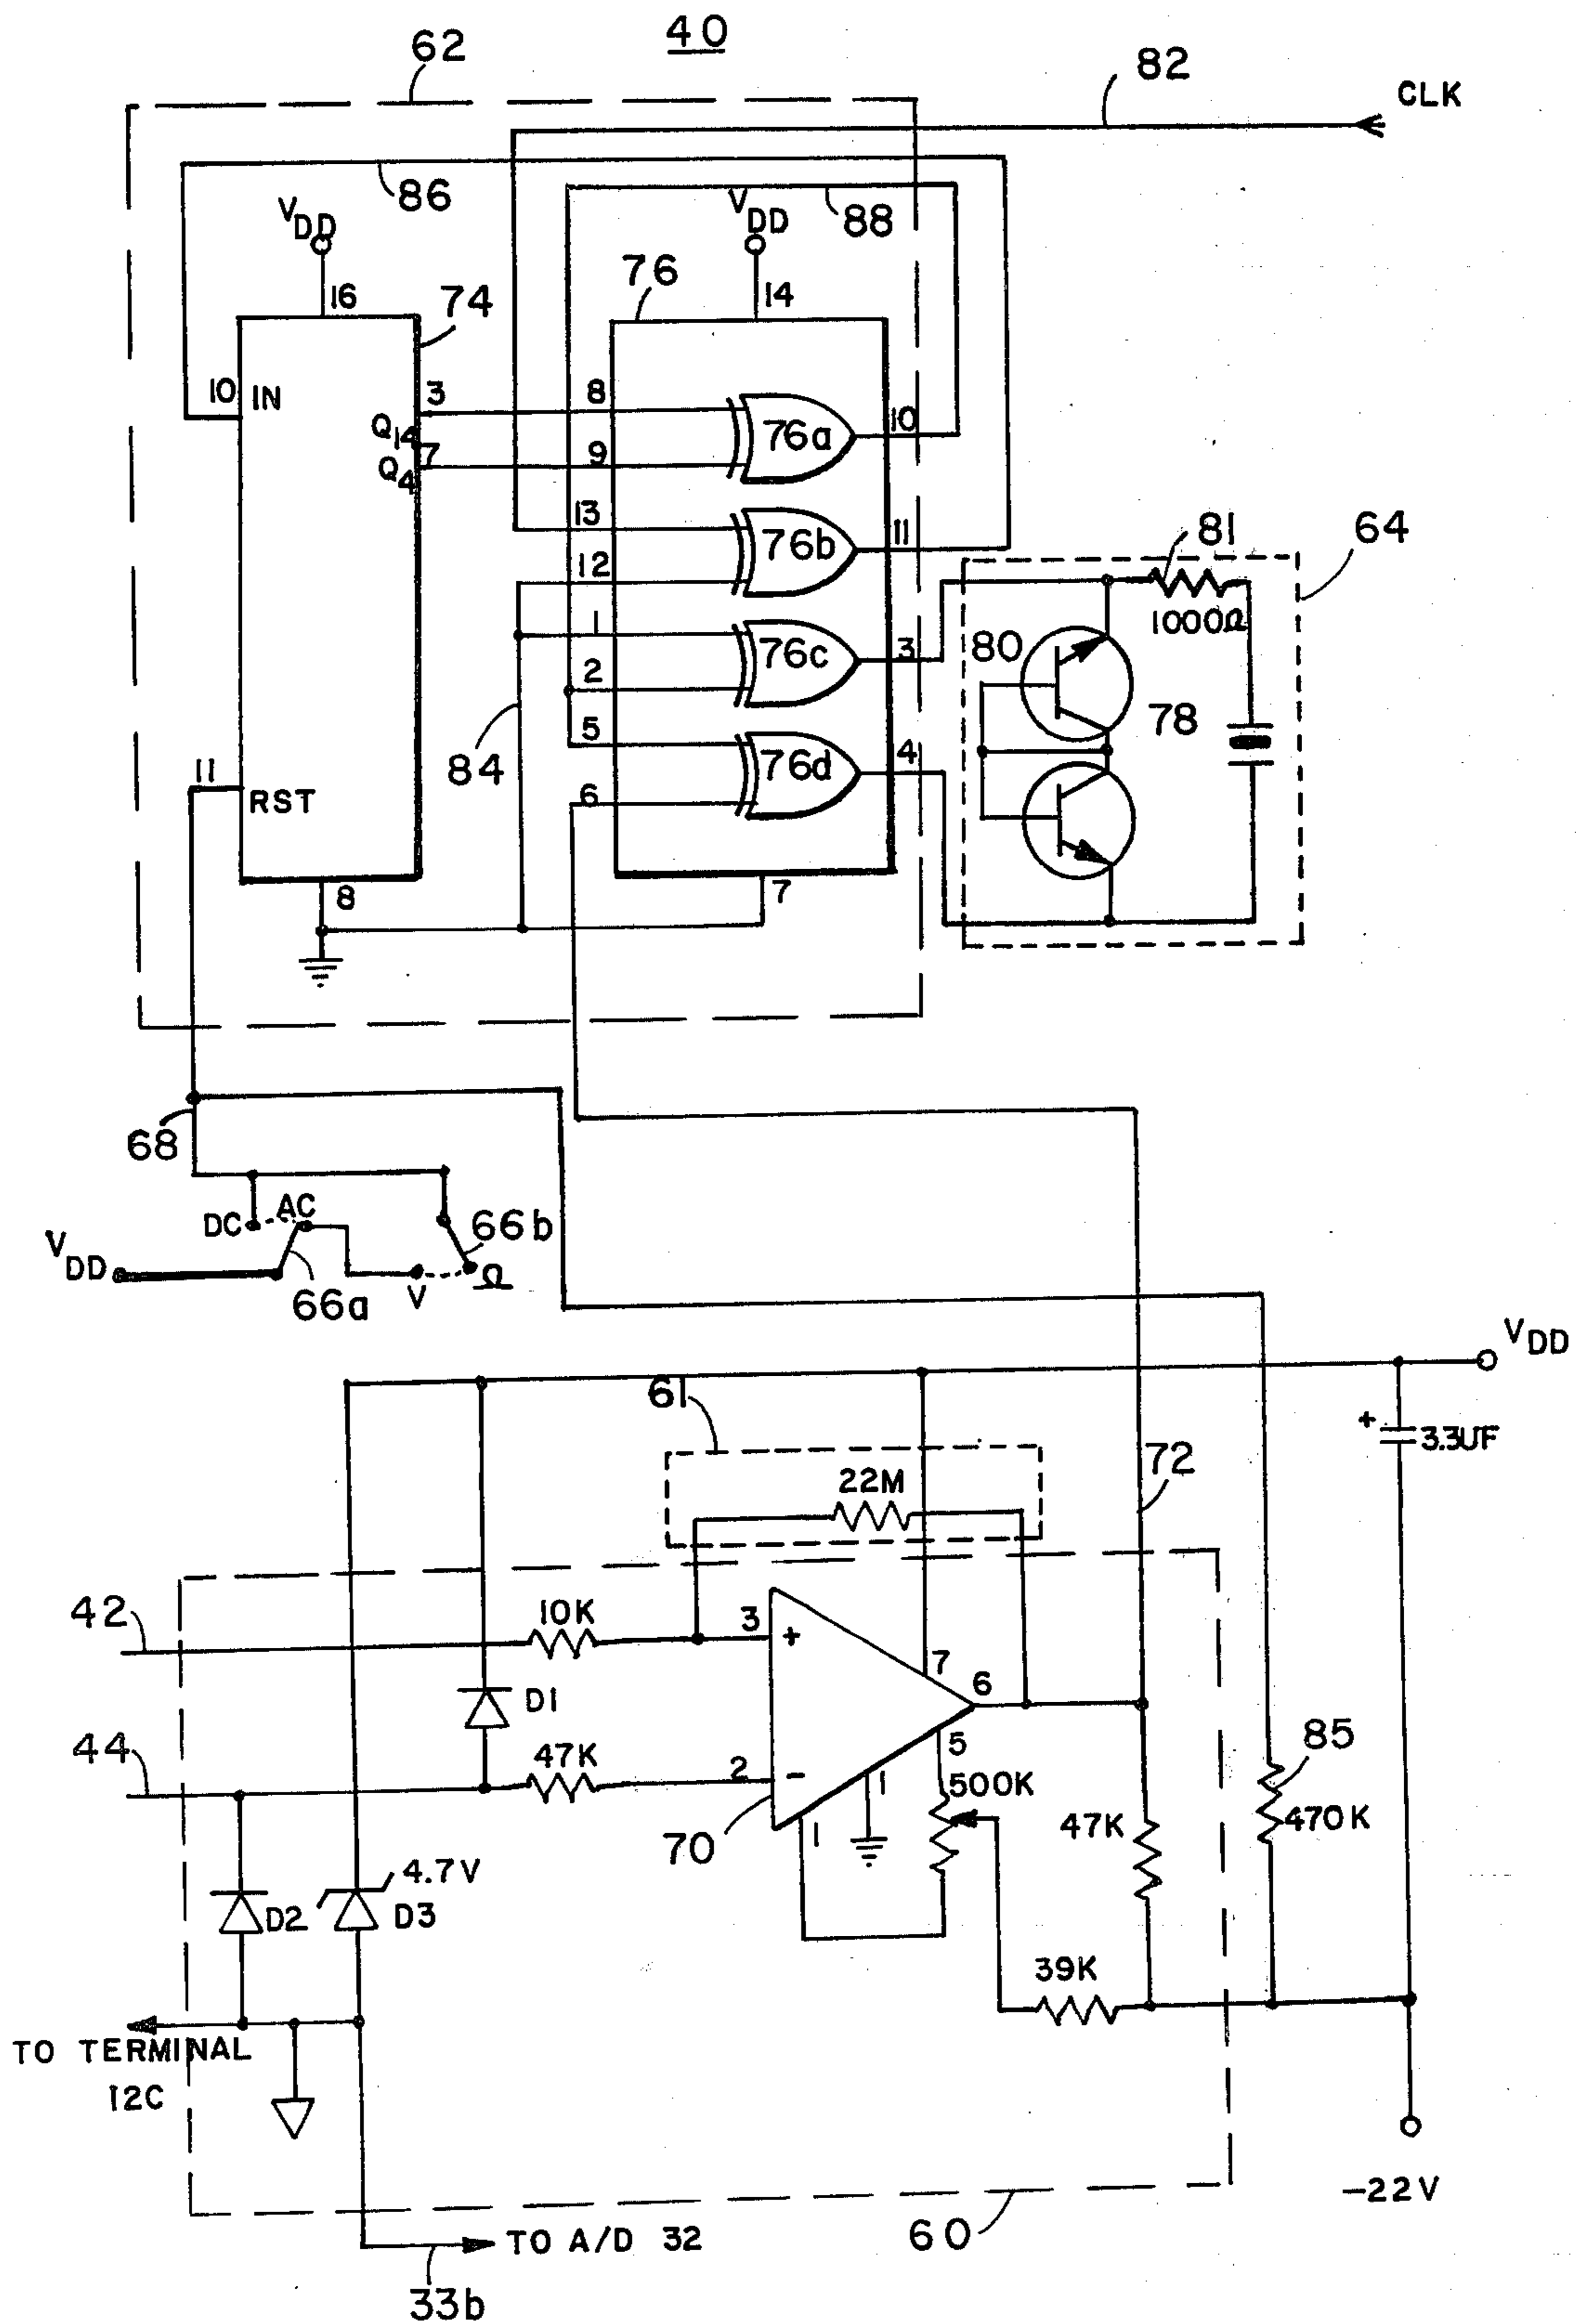 40
62
82
CLK
86
88
VDD
VDD
76
16
74
14
10
IN
3
Q14
7
Q4
8
9
76a
10
13
76b
11
12
81
64
1000Ω
1
76c
3
80
2
78
5
76d
4
84
6
11
RST
8
7
68
DC
AC
66b
VDD
66a
V
Ω
VDD
61
+
3.3UF
72
22M
42
10K
3
+
7
6
D1
44
47K
2
-
1
5
500K
85
70
1
47K
470K
4.7V
D2
D3
39K
TO TERMINAL
12C
-22V
60
TO A/D 32
33b